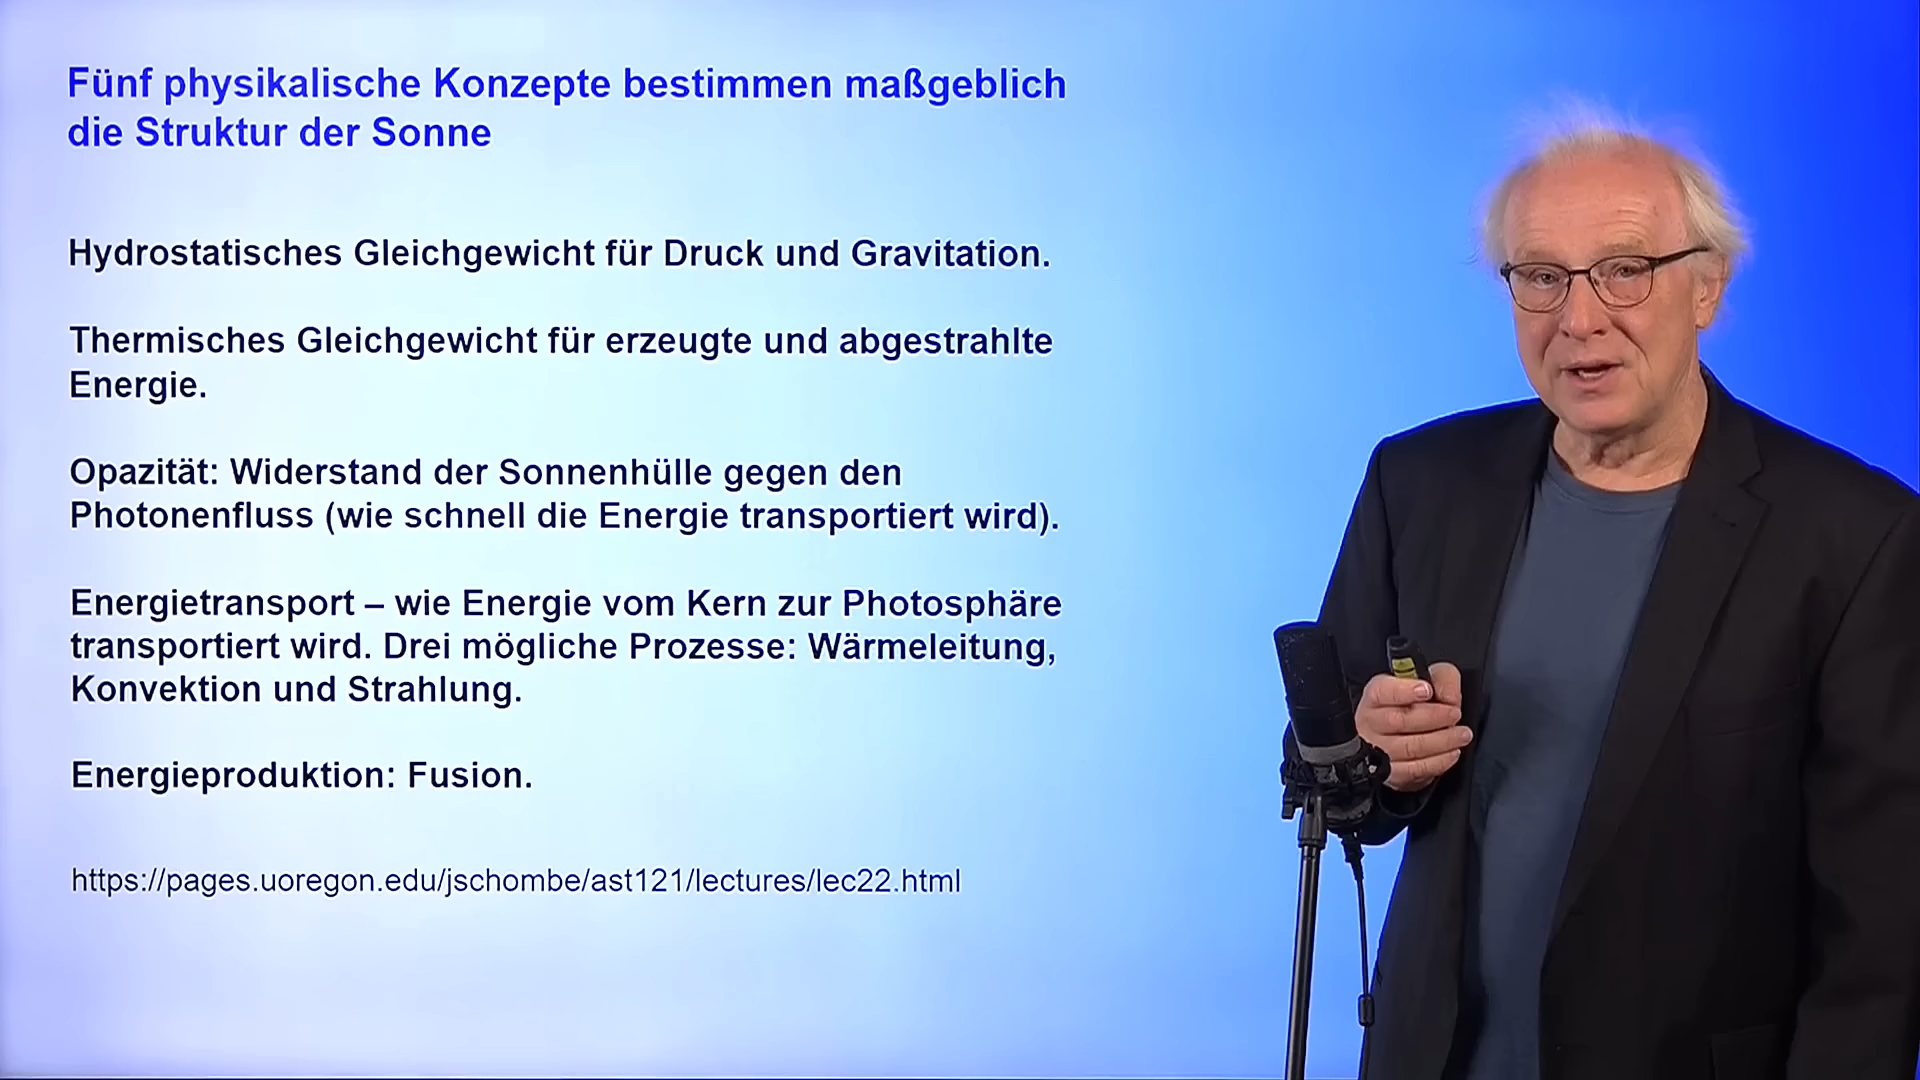 Fünf physikalische Konzepte bestimmen maßgeblich
die Struktur der Sonne
Hydrostatisches Gleichgewicht für Druck und Gravitation.
Thermisches Gleichgewicht für erzeugte und abgestrahlte
Energie.
Opazität: Widerstand der Sonnenhülle gegen den
Photonenfluss (wie schnell die Energie transportiert wird).
Energietransport – wie Energie vom Kern zur Photosphäre
transportiert wird. Drei mögliche Prozesse: Wärmeleitung,
Konvektion und Strahlung.
Energieproduktion: Fusion.
https://pages.uoregon.edu/jschombe/ast121/lectures/lec22.html